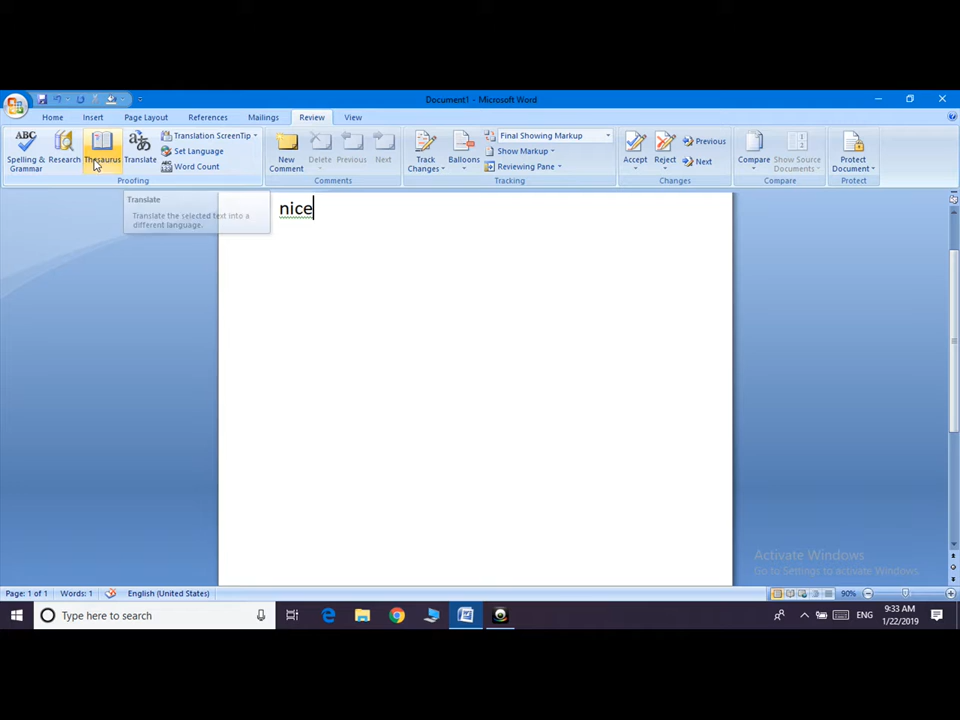 Document1 - Microsoft Word
Home Insert Page Layout References Mailings Review View
ABC
Spelling & Grammar
Research
Thesaurus
Translate
Translation ScreenTip
Set Language
ABC Word Count
Proofing
New Comment
Delete
Previous
Next
Comments
Track Changes
Balloons
Final Showing Markup
Show Markup
Reviewing Pane
Tracking
Accept
Reject
Previous
Next
Changes
Compare
Show Source Documents
Compare
Protect Document
Protect
Translate
Translate the selected text into a
different language.
nice
Activate Windows
Go to Settings to activate Windows.
Page: 1 of 1 Words: 1 English (United States) 90%
Type here to search
ENG
9:33 AM
1/22/2019